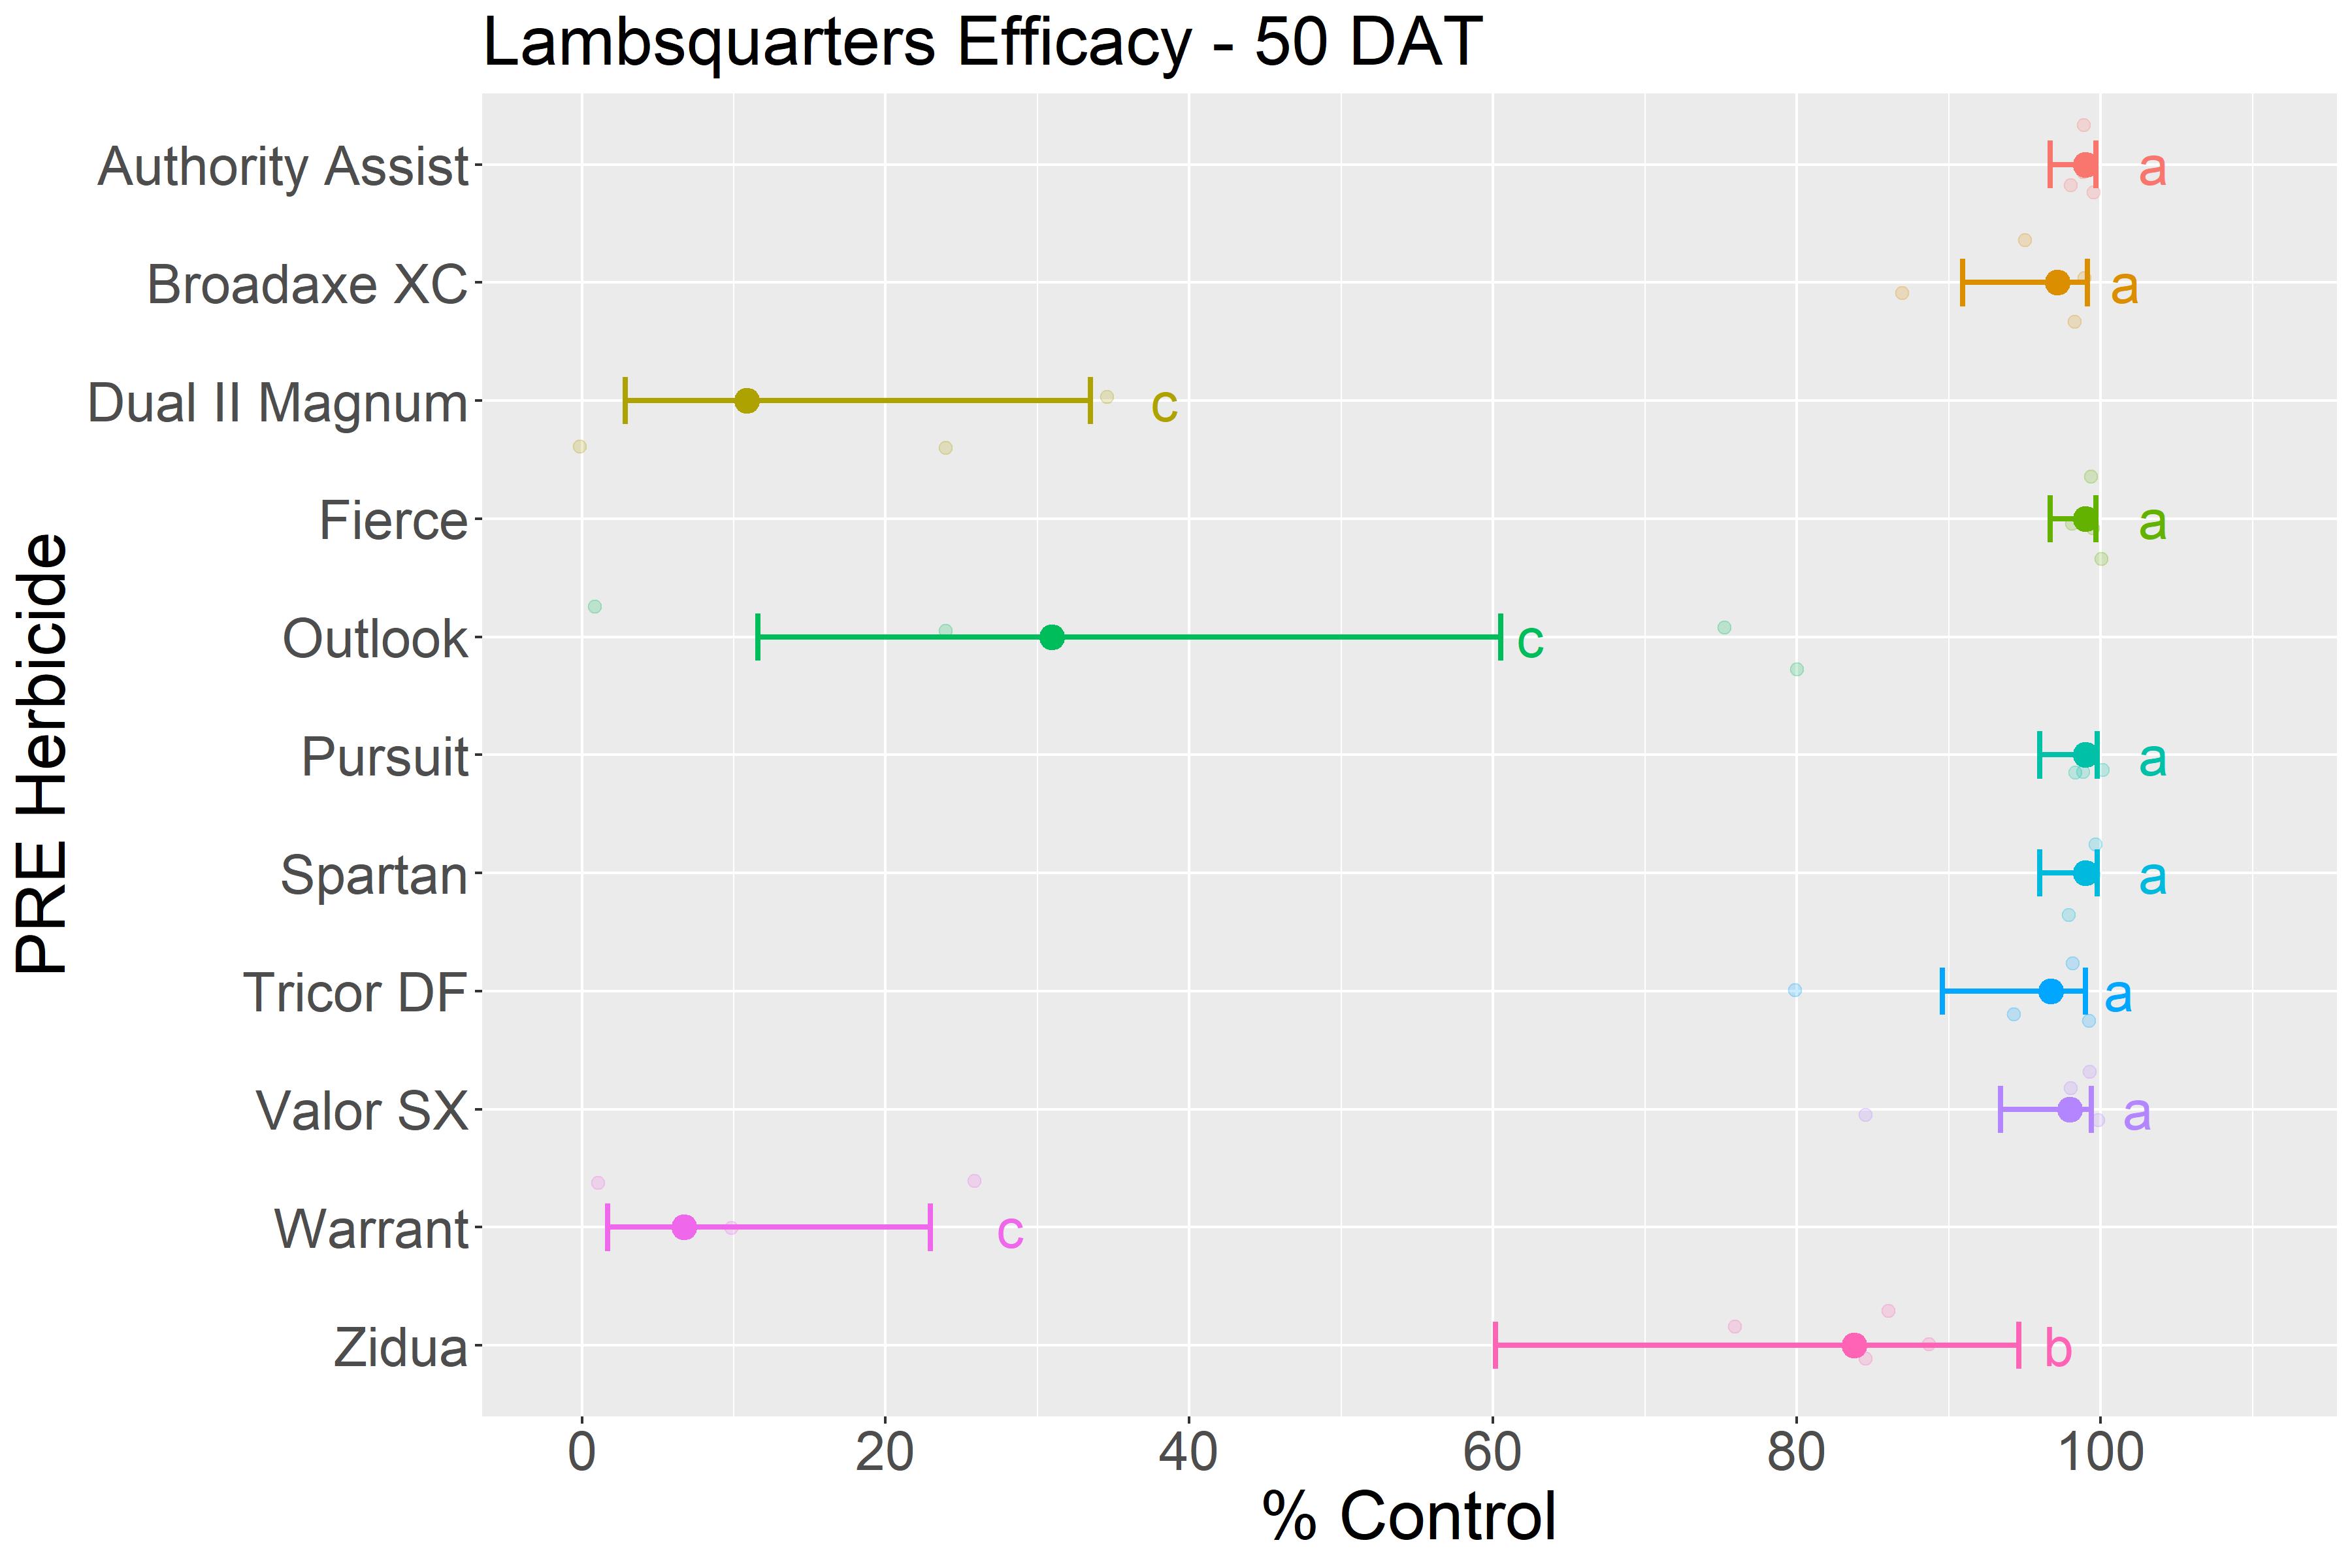 Lambsquarters Efficacy - 50 DAT
PRE Herbicide
Authority Assist a
Broadaxe XC a
Dual II Magnum c
Fierce a
Outlook c
Pursuit a
Spartan a
Tricor DF a
Valor SX a
Warrant c
Zidua b
0 20 40 60 80 100
% Control